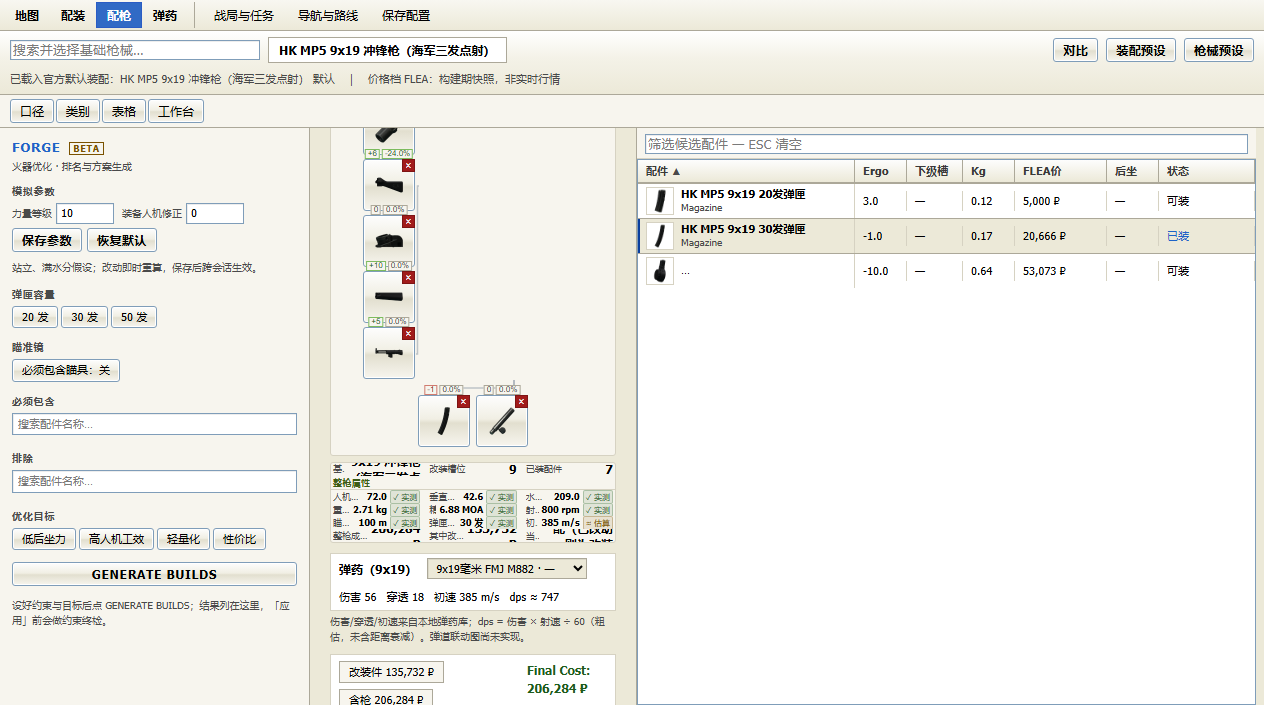 地图 配装 配枪 弹药 战局与任务 导航与路线 保存配置
搜索并选择基础枪械... HK MP5 9x19 冲锋枪（海军三发点射） 对比 装配预设 枪械预设
已载入官方默认装配：HK MP5 9x19 冲锋枪（海军三发点射） 默认 | 价格档 FLEA：构建期快照，非实时行情
口径 类别 表格 工作台
FORGE BETA
火器优化 · 排名与方案生成
模拟参数
力量等级 10 装备人机修正 0
保存参数 恢复默认
站立、满水分假设；改动即时重算，保存后跨会话生效。
弹匣容量
20 发 30 发 50 发
瞄准镜
必须包含瞄具：关
必须包含
搜索配件名称...
排除
搜索配件名称...
优化目标
低后坐力 高人机工效 轻量化 性价比
GENERATE BUILDS
设好约束与目标后点 GENERATE BUILDS；结果列在这里，「应
用」前会做约束终检。
+6 -24.0%
0 0.0%
+10 0.0%
+5 0.0%
-1 0.0% 0 0.0%
基. 9x19 冲锋枪 改装槽位 9 已装配件 7
整枪属性
人机... 72.0 ✓ 实测 垂直... 42.6 ✓ 实测 水... 209.0 ✓ 实测
重... 2.71 kg ✓ 实测 6.88 MOA ✓ 实测 射.. 800 rpm ✓ 实测
瞄... 100 m ✓ 实测 弹匣... 30 发 ✓ 实测 初. 385 m/s ≈ 估算
整枪成... 206,284 其中改... 135,732 当..
弹药（9x19） 9x19毫米 FMJ M882 · —
伤害 56 穿透 18 初速 385 m/s dps ≈ 747
伤害/穿透/初速来自本地弹药库；dps = 伤害 × 射速 ÷ 60（粗
估，未含距离衰减）。弹道联动图尚未实现。
改装件 135,732 ₽ Final Cost:
含枪 206,284 ₽ 206,284 ₽
筛选候选配件 — ESC 清空
配件 ▲ Ergo 下级槽 Kg FLEA价 后坐 状态
HK MP5 9x19 20发弹匣
Magazine
3.0 — 0.12 5,000 ₽ — 可装
HK MP5 9x19 30发弹匣
Magazine
-1.0 — 0.17 20,666 ₽ — 已装
... -10.0 — 0.64 53,073 ₽ — 可装